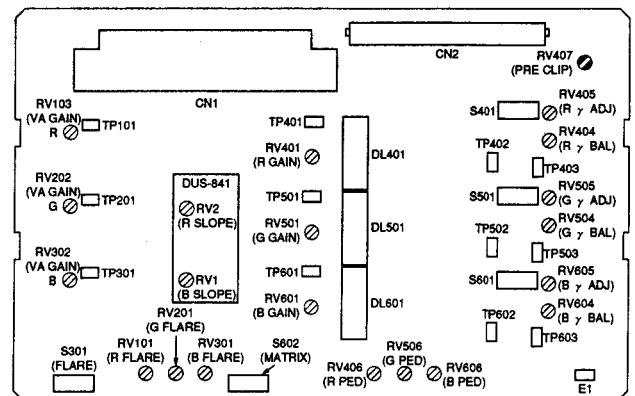 CN1
CN2
RV407
(PRE CLIP)
RV103
(VA GAIN)
R
TP101
TP401
RV401
(R GAIN)
DL401
S401
RV405
(R γ ADJ)
RV404
(R γ BAL)
TP402
TP403
RV202
(VA GAIN)
G
TP201
DUS-841
RV2
(R SLOPE)
RV1
(B SLOPE)
TP501
RV501
(G GAIN)
DL501
S501
RV505
(G γ ADJ)
RV504
(G γ BAL)
TP502
TP503
RV302
(VA GAIN)
B
TP301
TP601
RV601
(B GAIN)
DL601
S601
RV605
(B γ ADJ)
RV604
(B γ BAL)
TP602
TP603
RV201
(G FLARE)
S301
(FLARE)
RV101
(R FLARE)
RV301
(B FLARE)
S602
(MATRIX)
RV406
(R PED)
RV506
(G PED)
RV606
(B PED)
E1